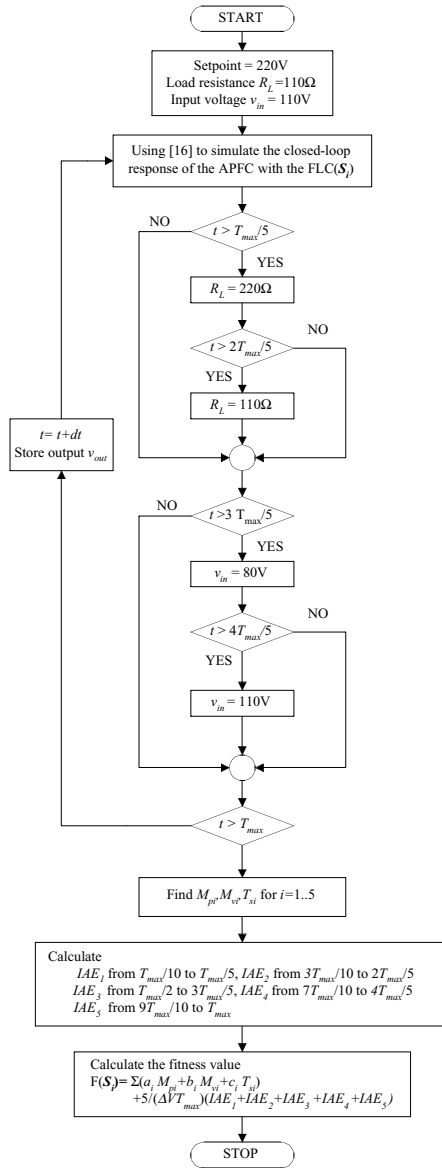 START
Setpoint = 220V
Load resistance R_L =110Ω
Input voltage v_in = 110V
Using [16] to simulate the closed-loop
response of the APFC with the FLC(S_i)
NO
t > T_max/5
YES
R_L = 220Ω
NO
t > 2T_max/5
YES
R_L = 110Ω
t= t+dt
Store output v_out
NO
t >3 T_max/5
YES
v_in = 80V
NO
t > 4T_max/5
YES
v_in = 110V
t > T_max
Find M_pi,M_vi,T_si for i=1..5
Calculate
IAE_1 from T_max/10 to T_max/5, IAE_2 from 3T_max/10 to 2T_max/5
IAE_3 from T_max/2 to 3T_max/5, IAE_4 from 7T_max/10 to 4T_max/5
IAE_5 from 9T_max/10 to T_max
Calculate the fitness value
F(S_i)= Σ(a_i M_pi+b_i M_vi+c_i T_si)
+5/(ΔVT_max)(IAE_1+IAE_2+IAE_3 +IAE_4+IAE_5)
STOP